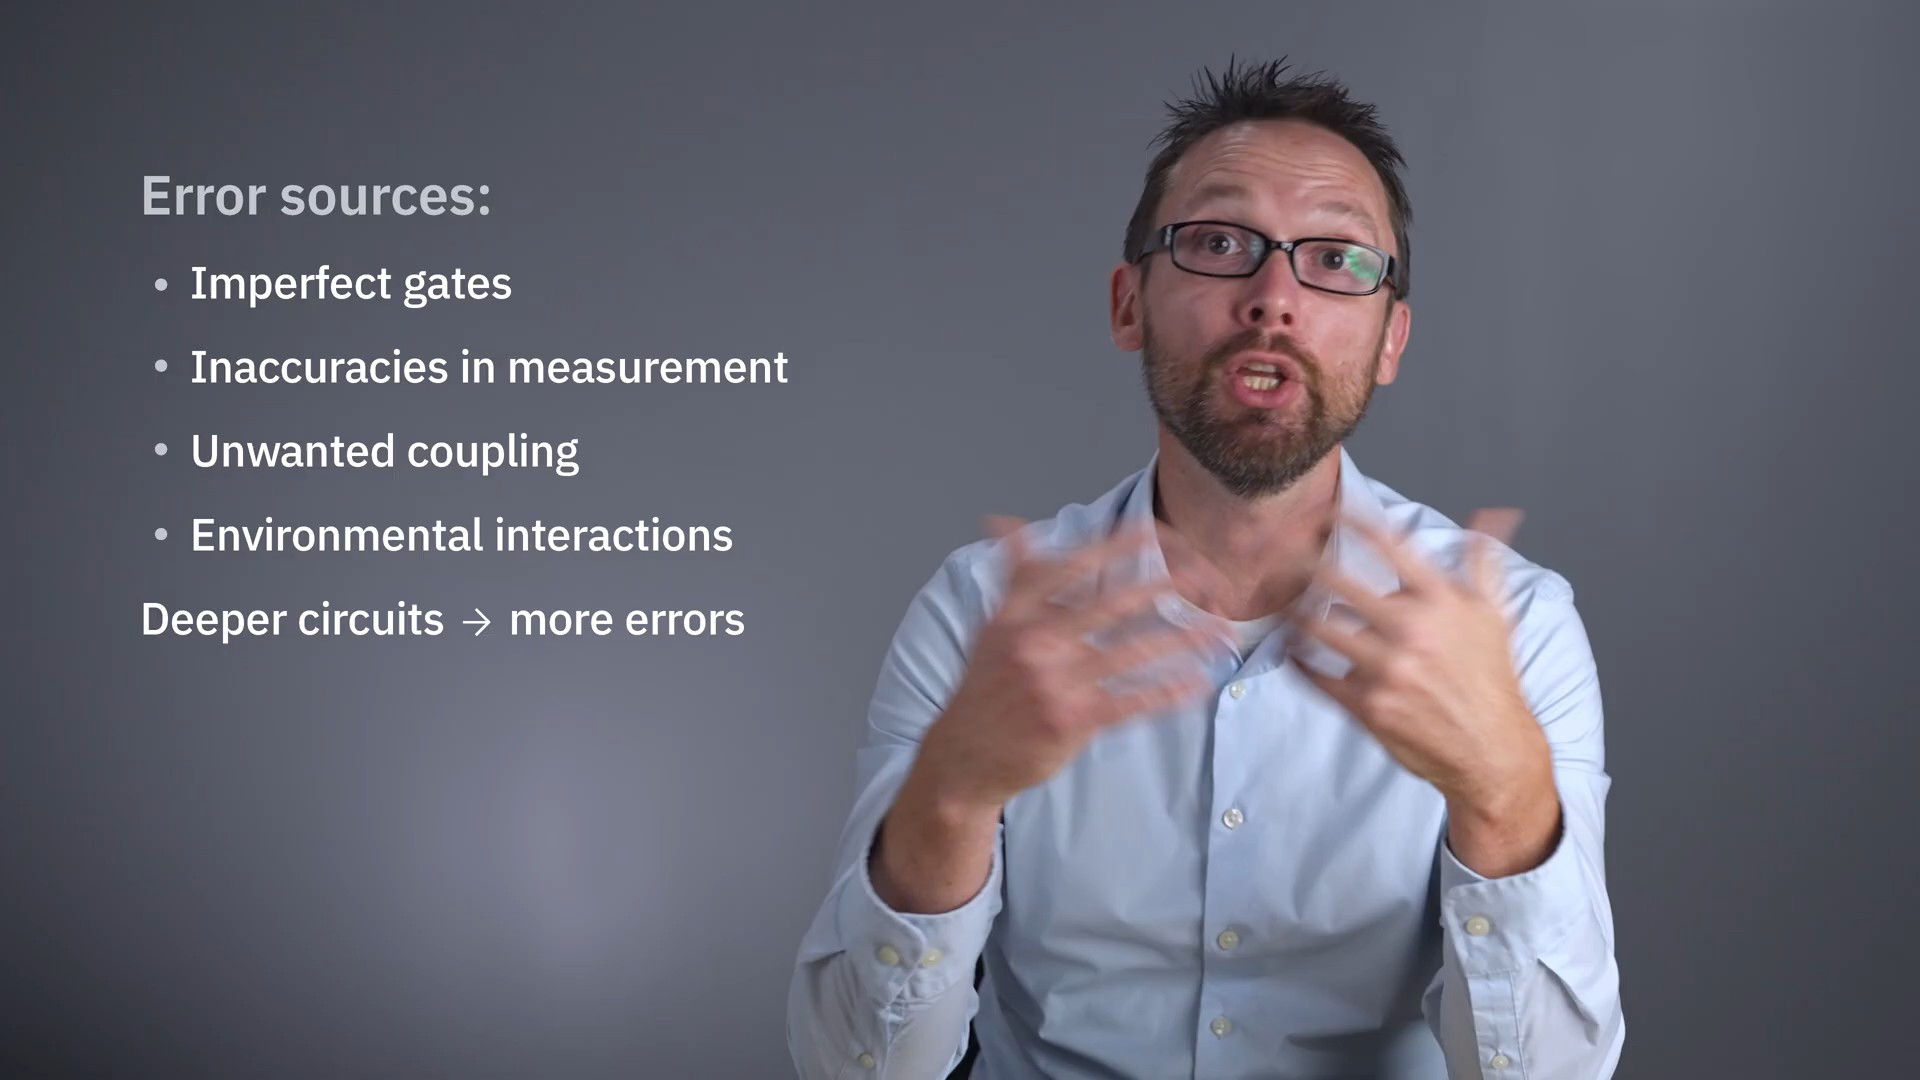 Error sources:
• Imperfect gates
• Inaccuracies in measurement
• Unwanted coupling
• Environmental interactions
Deeper circuits → more errors